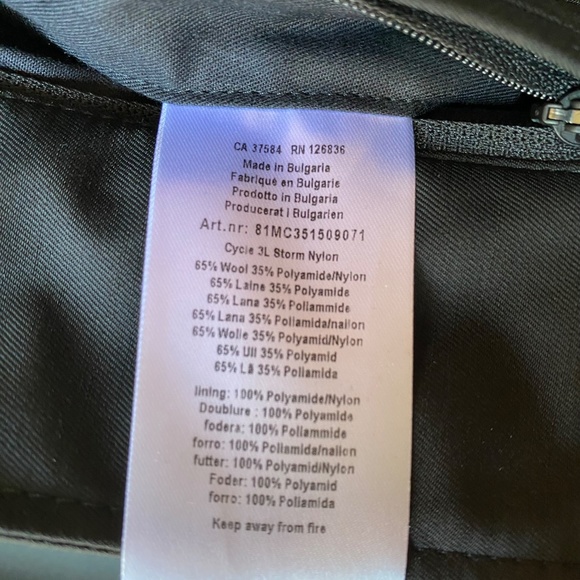 CA 37584 RN 126836
Made in Bulgaria
Fabriqué en Bulgarie
Prodotto in Bulgaria
Producerat i Bulgarien
Art.nr: 81MC351509071
Cycle 3L Storm Nylon
65% Wool 35% Polyamide/Nylon
65% Laine 35% Polyamide
65% Lana 35% Poliammide
65% Lana 35% Poliamida/nailon
65% Wolle 35% Polyamid/Nylon
65% Ull 35% Polyamid
65% Lã 35% Poliamida
lining: 100% Polyamide/Nylon
Doublure : 100% Polyamide
fodera: 100% Poliammide
forro: 100% Poliamida/nailon
futter: 100% Polyamid/Nylon
Foder: 100% Polyamid
forro: 100% Poliamida
Keep away from fire